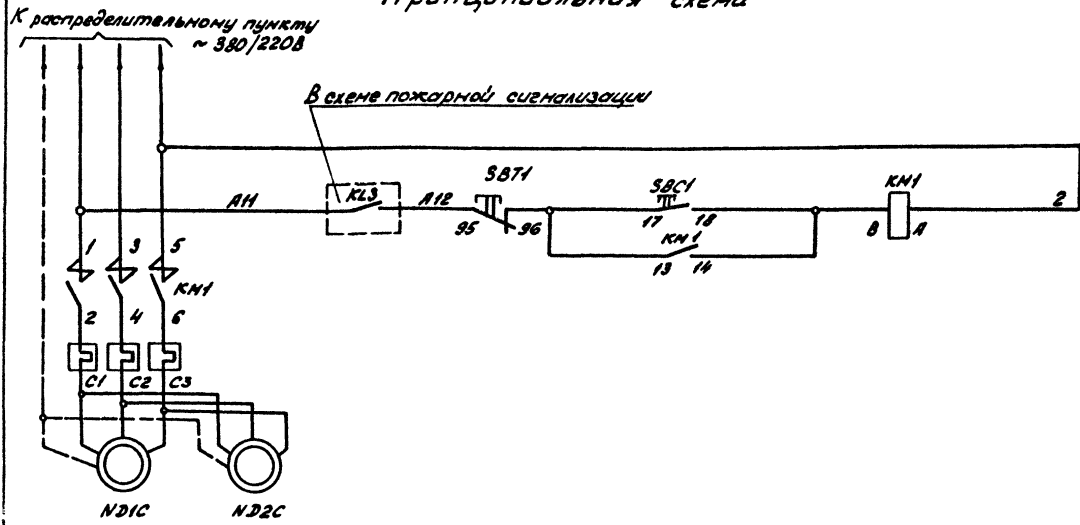 Принципиальная схема
К распределительному пункту
~ 380/220В
В схеме пожарной сигнализации
SBT1
SBC1
KM1
A11
KL3
A12
2
95
96
17
18
B
A
KM1
13
14
1
3
5
KM1
2
4
6
C1
C2
C3
ND1C
ND2C